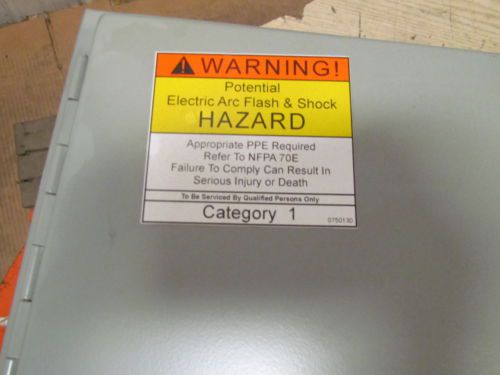 WARNING!
Potential
Electric Arc Flash & Shock
HAZARD
Appropriate PPE Required
Refer To NFPA 70E
Failure To Comply Can Result In
Serious Injury or Death
To Be Serviced By Qualified Persons Only
Category 1
0750130